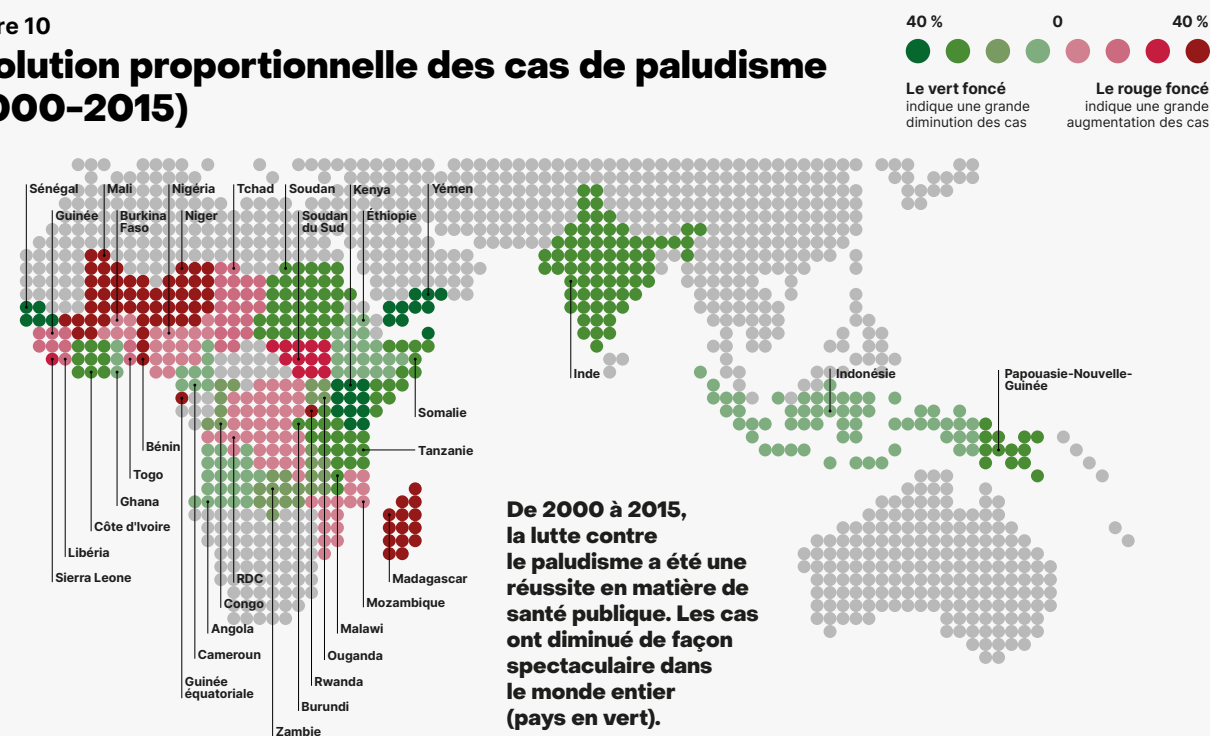 re 10
olution proportionnelle des cas de paludisme
000–2015)
40 % 0 40 %
Le vert foncé
indique une grande
diminution des cas
Le rouge foncé
indique une grande
augmentation des cas
Sénégal
Mali
Nigéria
Tchad
Soudan
Kenya
Yémen
Guinée
Burkina
Faso
Niger
Soudan
du Sud
Éthiopie
Inde
Indonésie
Papouasie-Nouvelle-
Guinée
Somalie
Bénin
Tanzanie
Togo
Ghana
Côte d'Ivoire
Libéria
Sierra Leone
RDC
Madagascar
Congo
Mozambique
Angola
Malawi
Cameroun
Ouganda
Guinée
équatoriale
Rwanda
Burundi
Zambie
De 2000 à 2015,
la lutte contre
le paludisme a été une
réussite en matière de
santé publique. Les cas
ont diminué de façon
spectaculaire dans
le monde entier
(pays en vert).